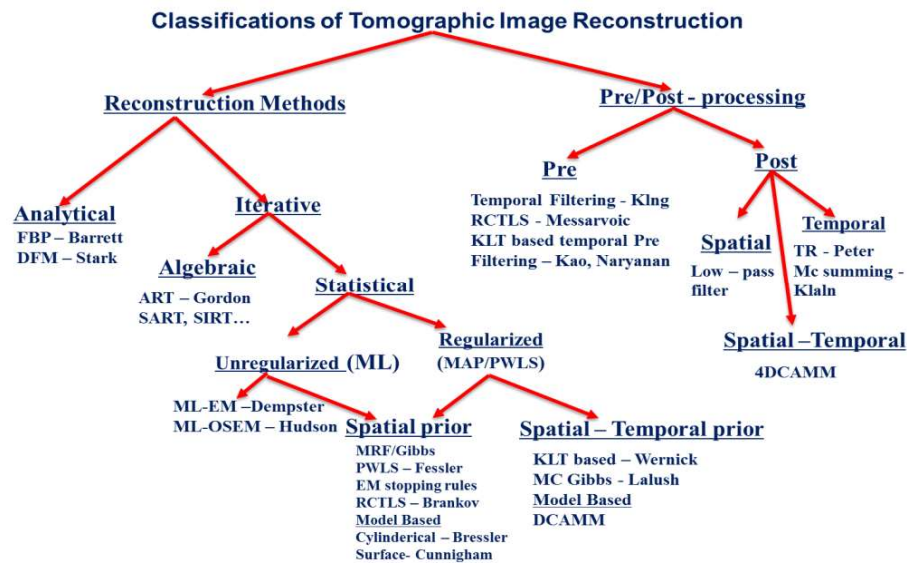 Classifications of Tomographic Image Reconstruction
Reconstruction Methods
Pre/Post - processing
Pre
Temporal Filtering - Klng
RCTLS - Messarvoic
KLT based temporal Pre
Filtering – Kao, Naryanan
Post
Spatial
Low – pass
filter
Temporal
TR - Peter
Mc summing -
Klaln
Spatial –Temporal
4DCAMM
Analytical
FBP – Barrett
DFM – Stark
Iterative
Algebraic
ART – Gordon
SART, SIRT…
Statistical
Unregularized (ML)
ML-EM –Dempster
ML-OSEM – Hudson
Regularized
(MAP/PWLS)
Spatial prior
MRF/Gibbs
PWLS – Fessler
EM stopping rules
RCTLS – Brankov
Model Based
Cylinderical – Bressler
Surface- Cunnigham
Spatial – Temporal prior
KLT based – Wernick
MC Gibbs - Lalush
Model Based
DCAMM